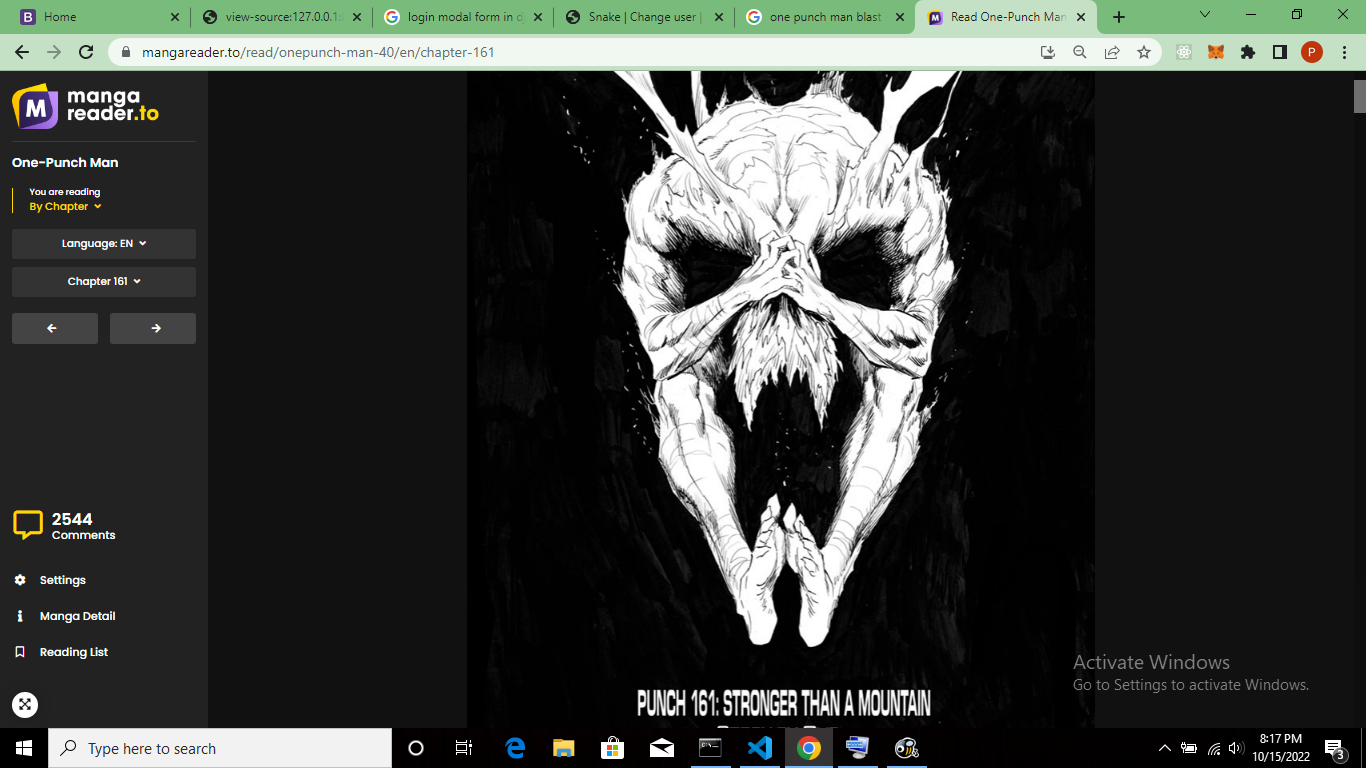 Home
view-source:127.0.0.1:
login modal form in dj
Snake | Change user |
one punch man blast
Read One-Punch Man
mangareader.to/read/onepunch-man-40/en/chapter-161
P
M manga
reader.to
One-Punch Man
You are reading
By Chapter
Language: EN
Chapter 161
2544
Comments
Settings
Manga Detail
Reading List
PUNCH 161: STRONGER THAN A MOUNTAIN
Activate Windows
Go to Settings to activate Windows.
Type here to search
8:17 PM
10/15/2022
3